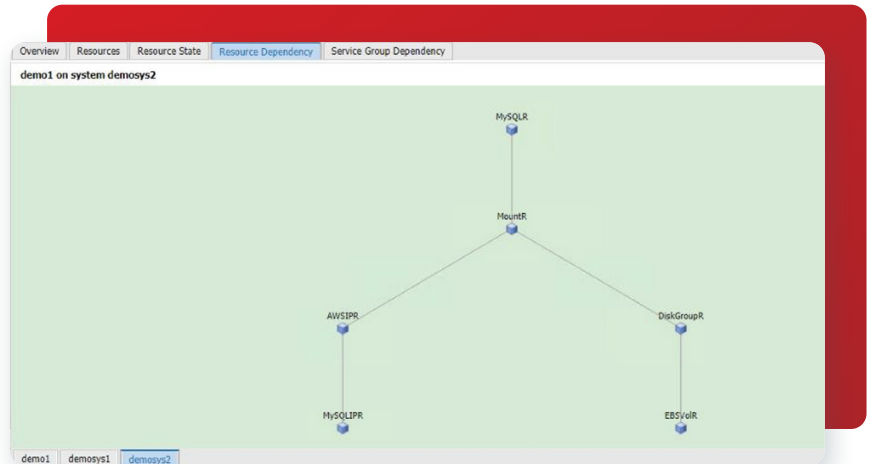 Overview Resources Resource State Resource Dependency Service Group Dependency
demo1 on system demosys2
MySQLR
MountR
AWSIPR DiskGroupR
MySQLIPR EBSVolR
demo1 demosys1 demosys2